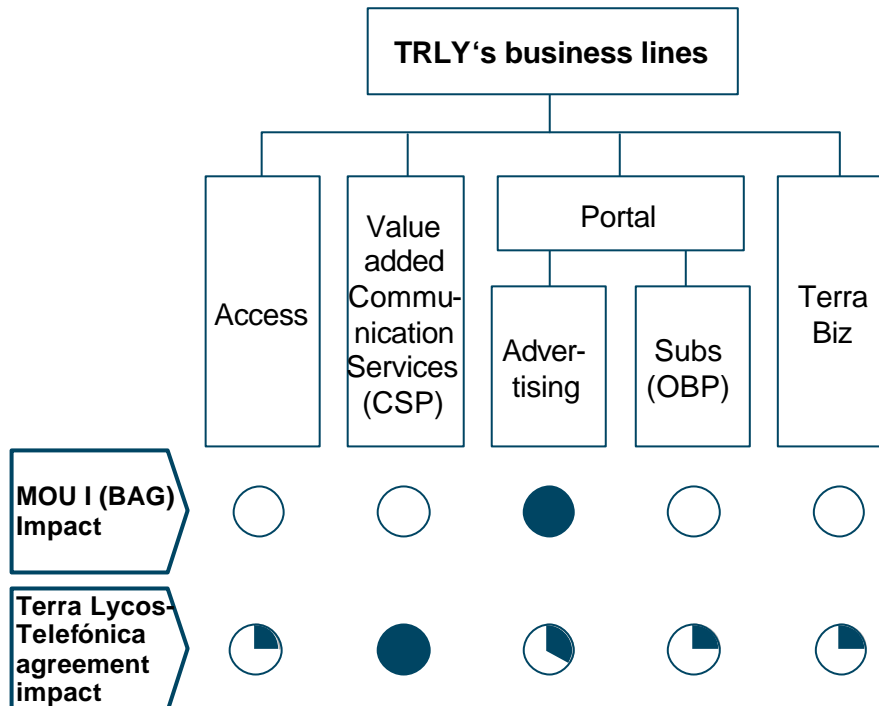 TRLY‘s business lines
Access
Value
added
Commu-
nication
Services
(CSP)
Portal
Adver-
tising
Subs
(OBP)
Terra
Biz
MOU I (BAG)
Impact
Terra Lycos-
Telefónica
agreement
impact